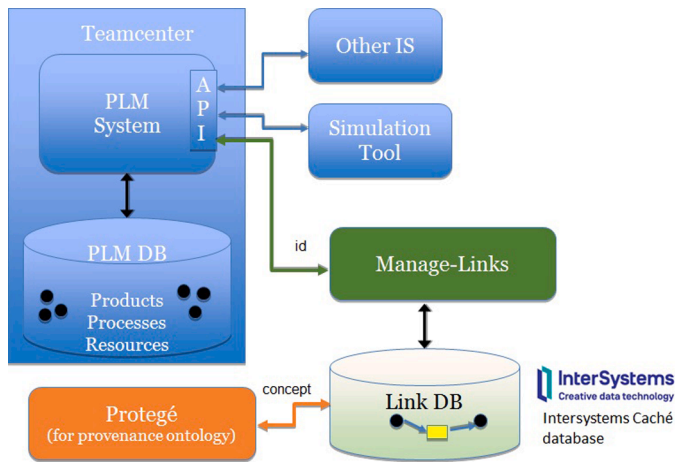 Teamcenter
PLM
System
A
P
I
Other IS
Simulation
Tool
PLM DB
Products
Processes
Resources
id
Manage-Links
concept
Protegé
(for provenance ontology)
Link DB
InterSystems
Creative data technology
Intersystems Caché
database